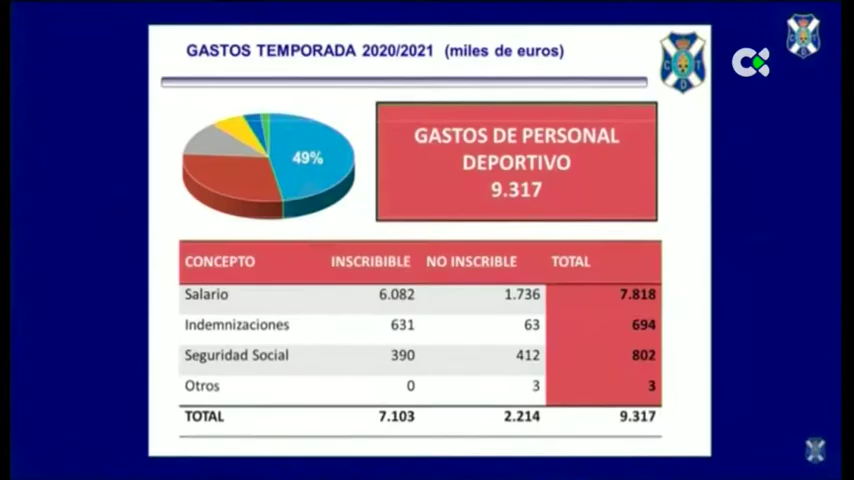 GASTOS TEMPORADA 2020/2021 (miles de euros)
49%
GASTOS DE PERSONAL
DEPORTIVO
9.317
CONCEPTO INSCRIBIBLE NO INSCRIBLE TOTAL
Salario 6.082 1.736 7.818
Indemnizaciones 631 63 694
Seguridad Social 390 412 802
Otros 0 3 3
TOTAL 7.103 2.214 9.317